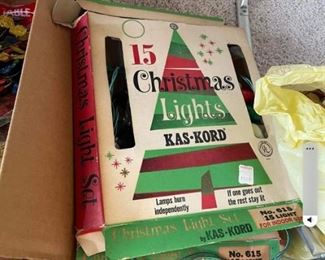 15
Christmas
Lights
KAS-KORD
Lamps burn
independently
If one goes out
the rest stay lit
Christmas Light Set
Christmas Light Set
by KAS-KORD
No. 615
15 LIGHT
FOR INDOOR
No. 615